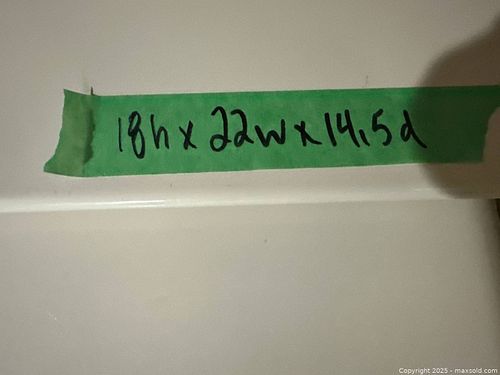 18h x 22w x 14.5d
Copyright 2025 - maxsold.com